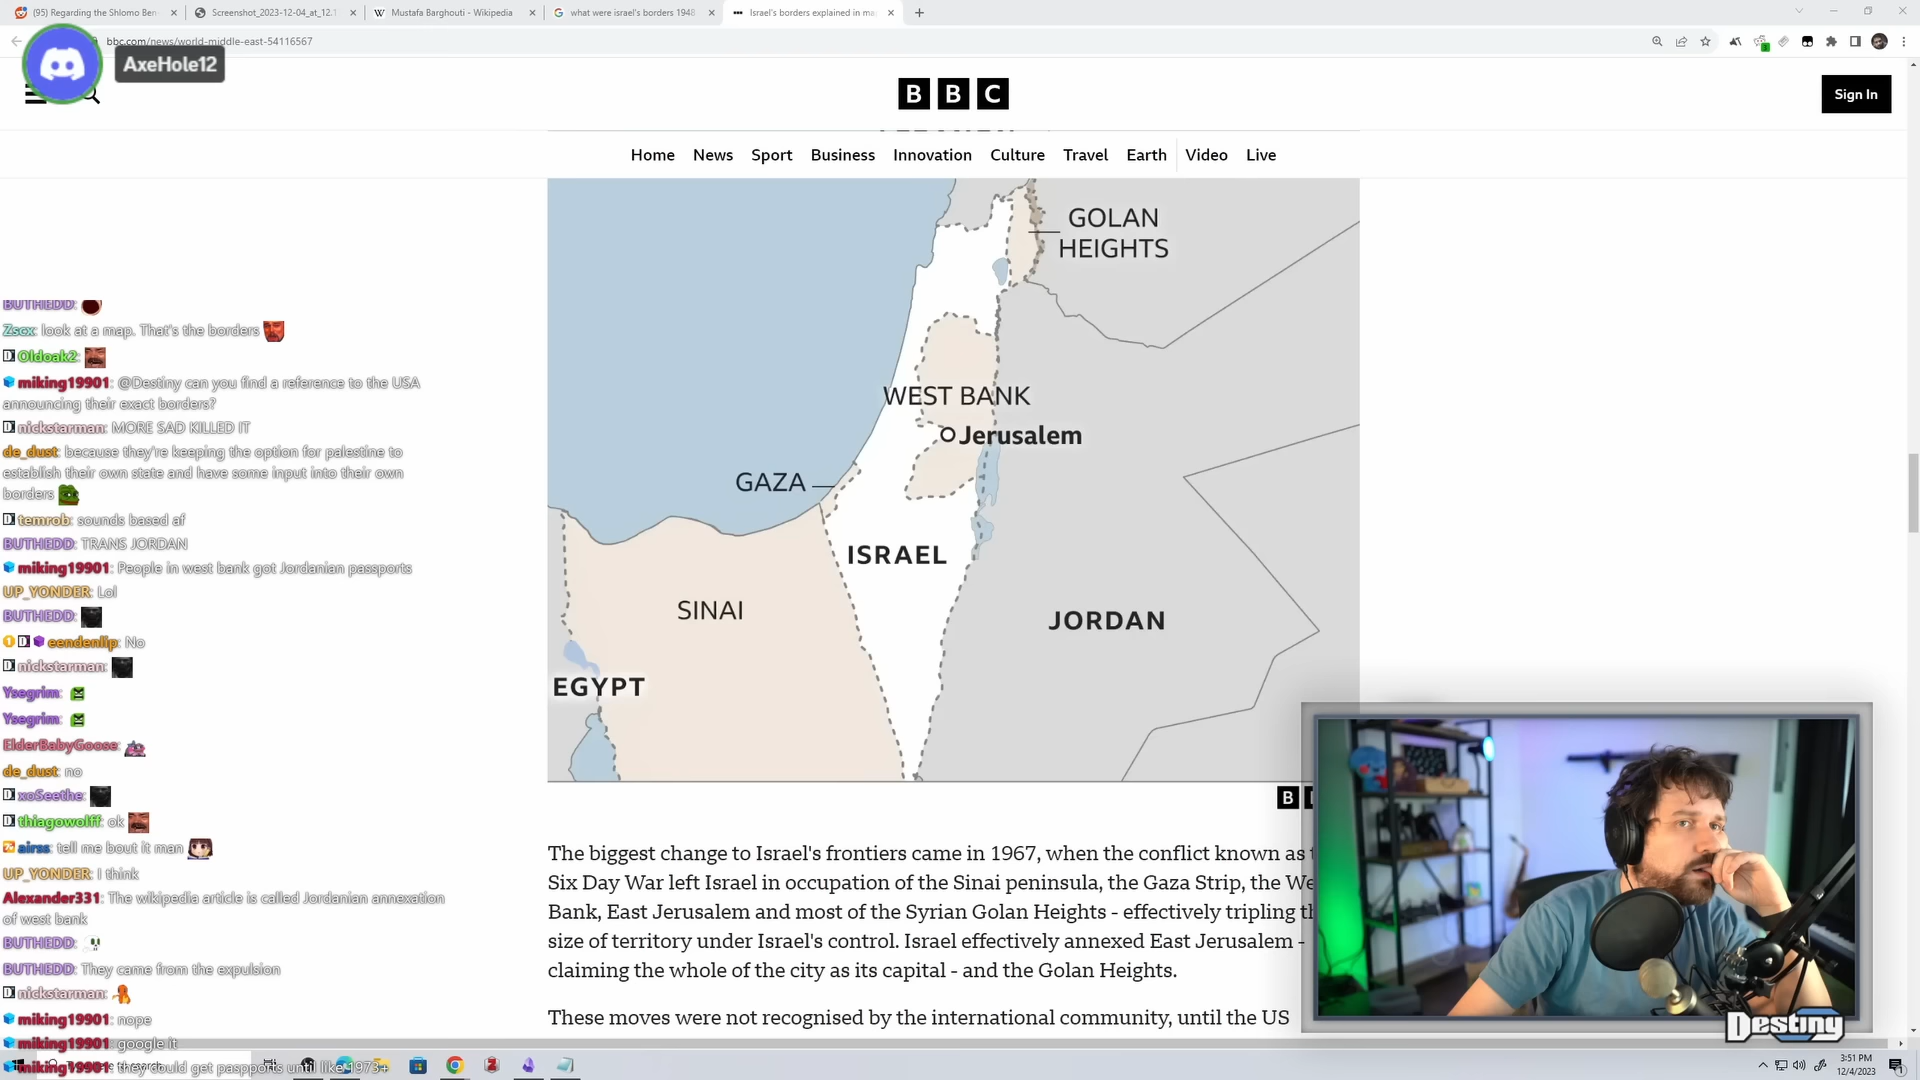 (95) Regarding the Shlomo Ben-
Screenshot_2023-12-04_at_12.1
Mustafa Barghouti - Wikipedia
what were israel's borders 1948
Israel's borders explained in ma
bbc.com/news/world-middle-east-54116567
AxeHole12
BBC
Sign In
Home
News
Sport
Business
Innovation
Culture
Travel
Earth
Video
Live
GOLAN
HEIGHTS
WEST BANK
Jerusalem
GAZA
ISRAEL
SINAI
JORDAN
EGYPT
B
The biggest change to Israel's frontiers came in 1967, when the conflict known as
Six Day War left Israel in occupation of the Sinai peninsula, the Gaza Strip, the
Bank, East Jerusalem and most of the Syrian Golan Heights - effectively tripling
size of territory under Israel's control. Israel effectively annexed East Jerusalem -
claiming the whole of the city as its capital - and the Golan Heights.
These moves were not recognised by the international community, until the US
BUTHEDD:
Zscx: look at a map. That's the borders
Oldoak2:
miking19901: @Destiny can you find a reference to the USA
announcing their exact borders?
nickstarman: MORE SAD KILLED IT
de_dust: because they're keeping the option for palestine to
establish their own state and have some input into their own
borders
temrob: sounds based af
BUTHEDD: TRANS JORDAN
miking19901: People in west bank got Jordanian passports
UP_YONDER: Lol
BUTHEDD:
eendenlip: No
nickstarman:
Ysegrim:
Ysegrim:
ElderBabyGoose:
de_dust: no
xoSeethe:
thiagowolff: ok
airss: tell me bout it man
UP_YONDER: I think
Alexander331: The wikipedia article is called Jordanian annexation
of west bank
BUTHEDD:
BUTHEDD: They came from the expulsion
nickstarman:
miking19901: nope
miking19901: google it
miking19901: they could get paspports until like 1973+
Destiny
3:51 PM
12/4/2023